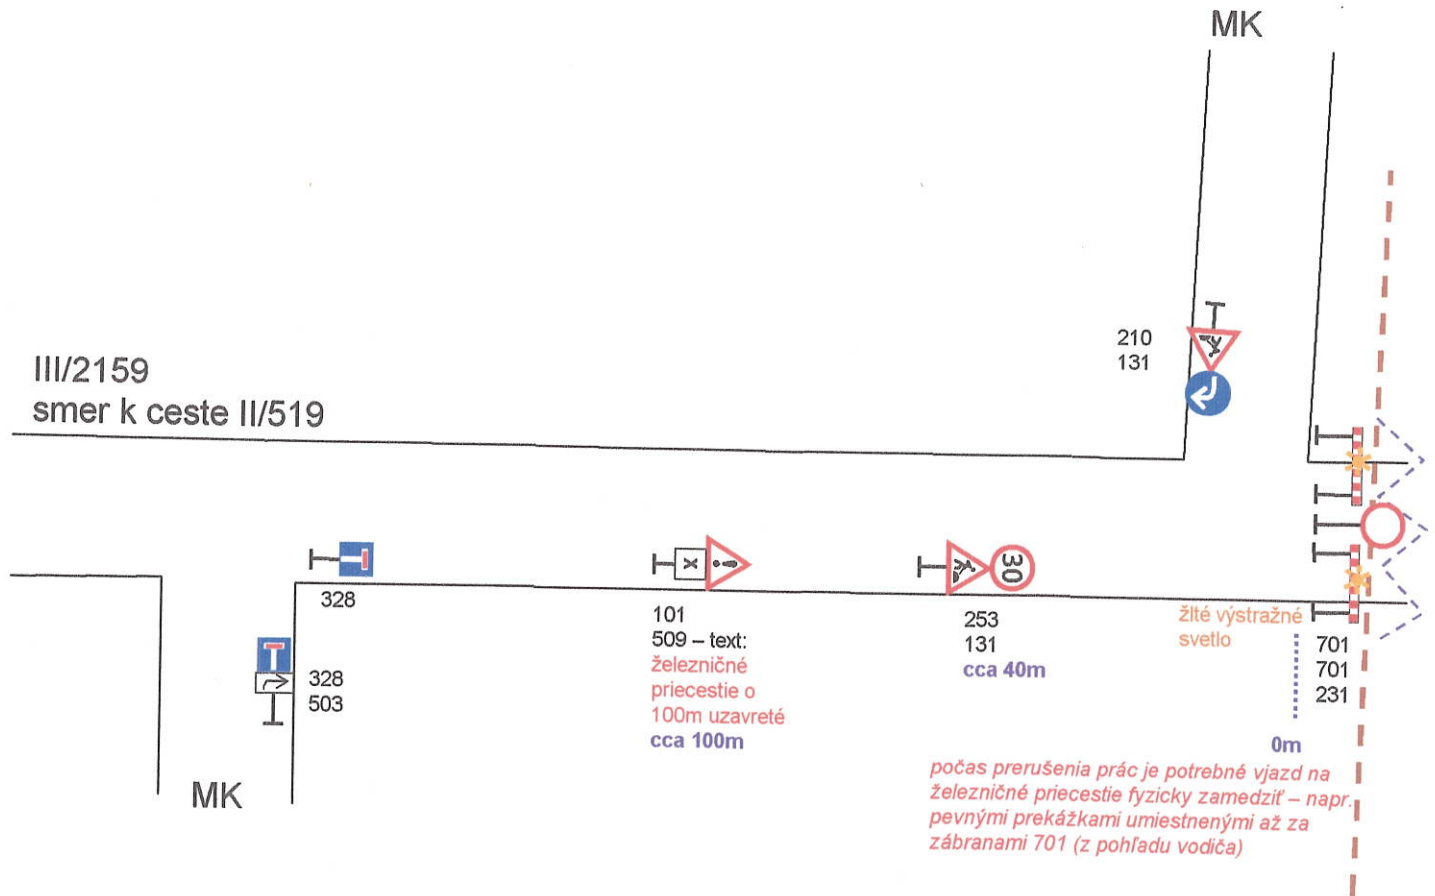 MK
III/2159
smer k ceste II/519
210
131
328
328
503
MK
x
!
101
509 – text:
železničné
priecestie o
100m uzavreté
cca 100m
30
253
131
cca 40m
žlté výstražné
svetlo
701
701
231
0m
počas prerušenia prác je potrebné vjazd na
železničné priecestie fyzicky zamedziť – napr.
pevnými prekážkami umiestnenými až za
zábranami 701 (z pohľadu vodiča)